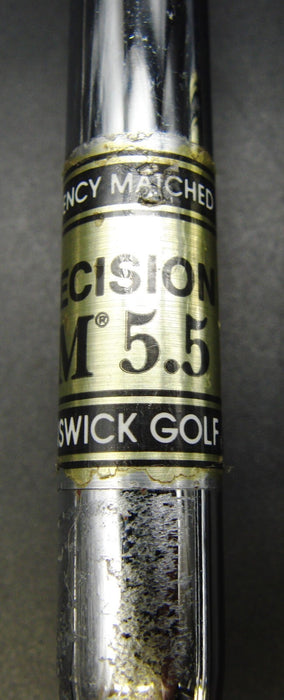 ENCY MATCHED
ECISION
M® 5.5
SWICK GOLF